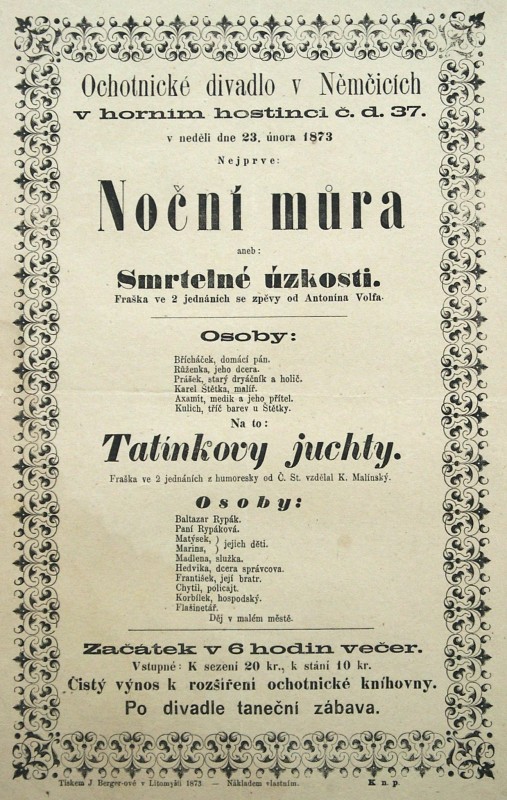 Ochotnické divadlo v Němčicích
v horním hostinci č. d. 37.
v neděli dne 23. února 1873
Nejprve:
Noční můra
aneb:
Smrtelné úzkosti.
Fraška ve 2 jednáních se zpěvy od Antonína Volfa.
Osoby:
Břicháček, domácí pán.
Růženka, jeho dcera.
Prášek, starý dryáčník a holič.
Karel Štětka, malíř.
Axamit, medik a jeho přítel.
Kulich, tříč barev u Štětky.
Na to:
Tatínkovy juchty.
Fraška ve 2 jednáních z humoresky od Č. St. vzdělal K. Malínský.
Osoby:
Baltazar Rypák.
Paní Rypáková.
Matýsek, )
Marina, ) jejich děti.
Madlena, služka.
Hedvika, dcera správcova.
František, její bratr.
Chytil, policajt.
Korbílek, hospodský.
Flašinetář.
Děj v malém městě.
Začátek v 6 hodin večer.
Vstupné: K sezení 20 kr., k stání 10 kr.
Čistý výnos k rozšíření ochotnické knihovny.
Po divadle taneční zábava.
Tiskem J Berger-ové v Litomyšli 1873 — Nákladem vlastním. K n. p.